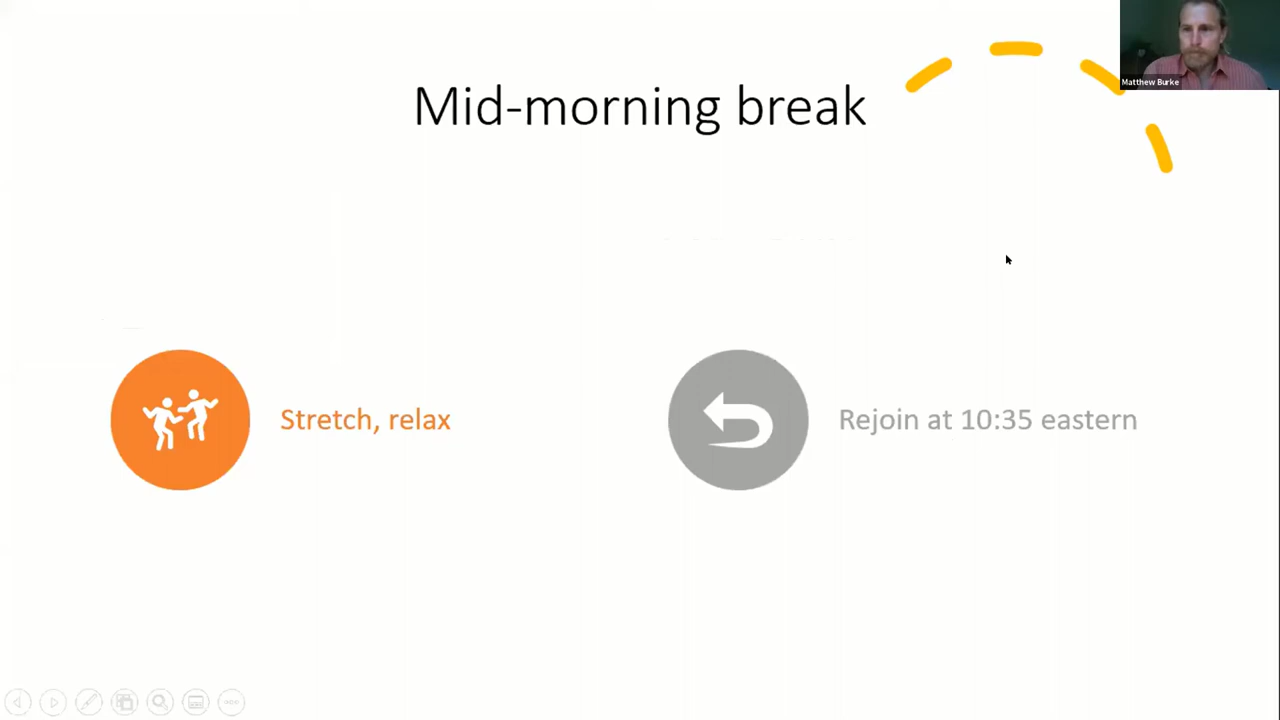 Mid-morning break
Matthew Burke
Stretch, relax
Rejoin at 10:35 eastern